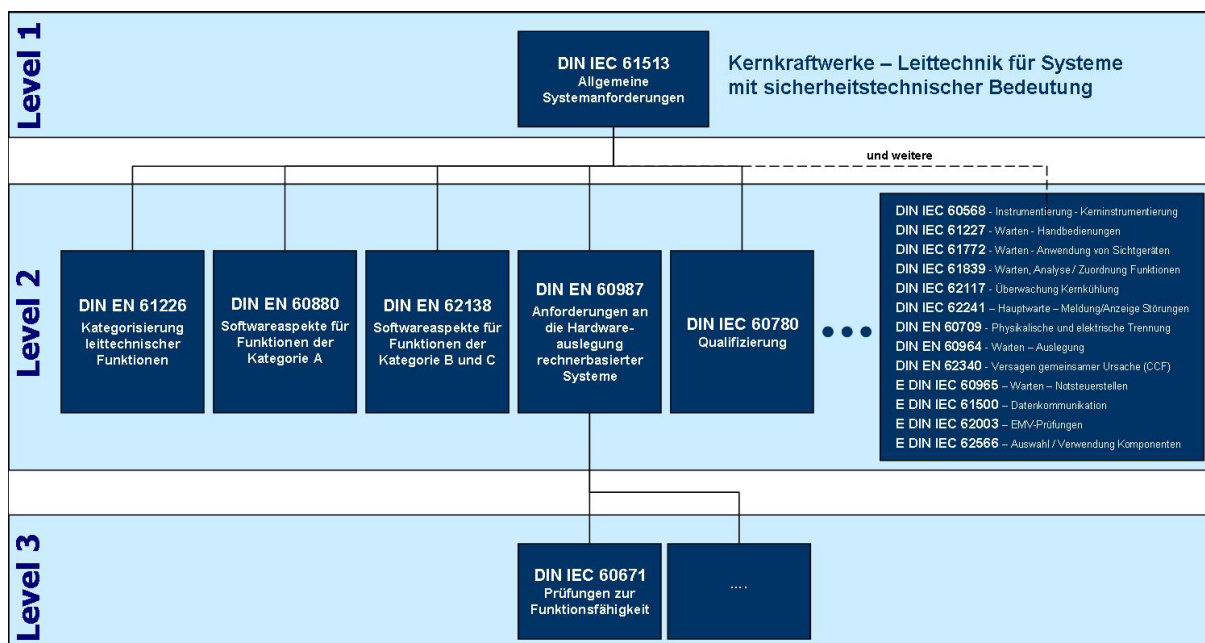 Level 1
DIN IEC 61513
Allgemeine
Systemanforderungen
Kernkraftwerke – Leittechnik für Systeme
mit sicherheitstechnischer Bedeutung
und weitere
Level 2
DIN EN 61226
Kategorisierung
leittechnischer
Funktionen
DIN EN 60880
Softwareaspekte für
Funktionen der
Kategorie A
DIN EN 62138
Softwareaspekte für
Funktionen der
Kategorie B und C
DIN EN 60987
Anforderungen an
die Hardware-
auslegung
rechnerbasierter
Systeme
DIN IEC 60780
Qualifizierung
DIN IEC 60568 - Instrumentierung - Kerninstrumentierung
DIN IEC 61227 - Warten - Handbedienungen
DIN IEC 61772 - Warten - Anwendung von Sichtgeräten
DIN IEC 61839 - Warten, Analyse / Zuordnung Funktionen
DIN IEC 62117 - Überwachung Kernkühlung
DIN IEC 62241 – Hauptwarte – Meldung/Anzeige Störungen
DIN EN 60709 - Physikalische und elektrische Trennung
DIN EN 60964 - Warten – Auslegung
DIN EN 62340 - Versagen gemeinsamer Ursache (CCF)
E DIN IEC 60965 – Warten – Notsteuerstellen
E DIN IEC 61500 – Datenkommunikation
E DIN IEC 62003 – EMV-Prüfungen
E DIN IEC 62566 – Auswahl / Verwendung Komponenten
Level 3
DIN IEC 60671
Prüfungen zur
Funktionsfähigkeit
....